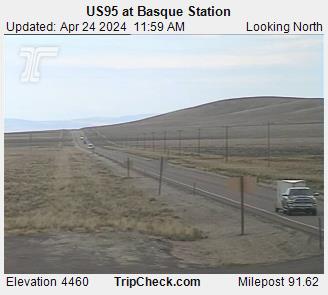 US95 at Basque Station
Updated: Apr 24 2024 11:59 AM Looking North
Elevation 4460 TripCheck.com Milepost 91.62